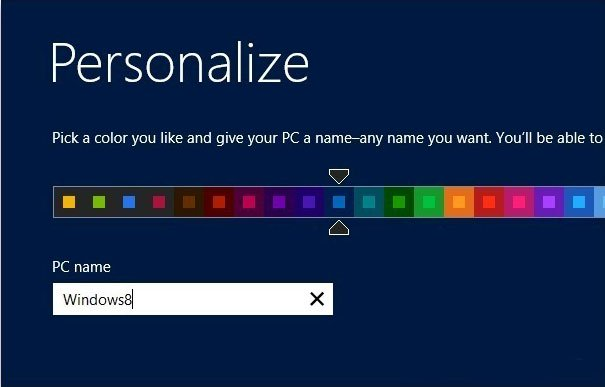 Personalize
Pick a color you like and give your PC a name–any name you want. You'll be able to
PC name
Windows8